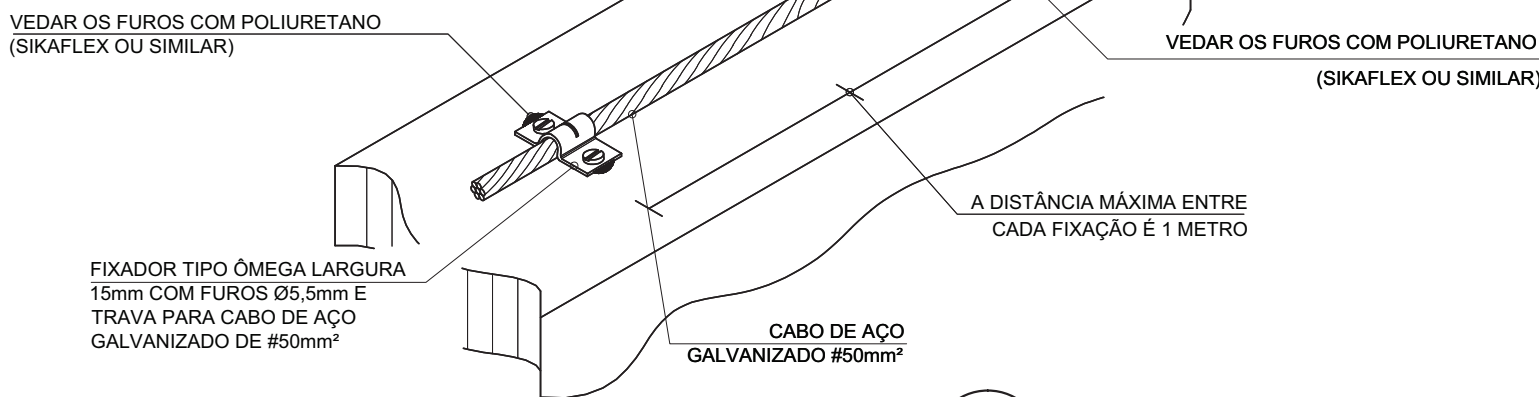 VEDAR OS FUROS COM POLIURETANO
(SIKAFLEX OU SIMILAR)
VEDAR OS FUROS COM POLIURETANO
(SIKAFLEX OU SIMILAR)
A DISTÂNCIA MÁXIMA ENTRE
CADA FIXAÇÃO É 1 METRO
FIXADOR TIPO ÔMEGA LARGURA
15mm COM FUROS Ø5,5mm E
TRAVA PARA CABO DE AÇO
GALVANIZADO DE #50mm²
CABO DE AÇO
GALVANIZADO #50mm²